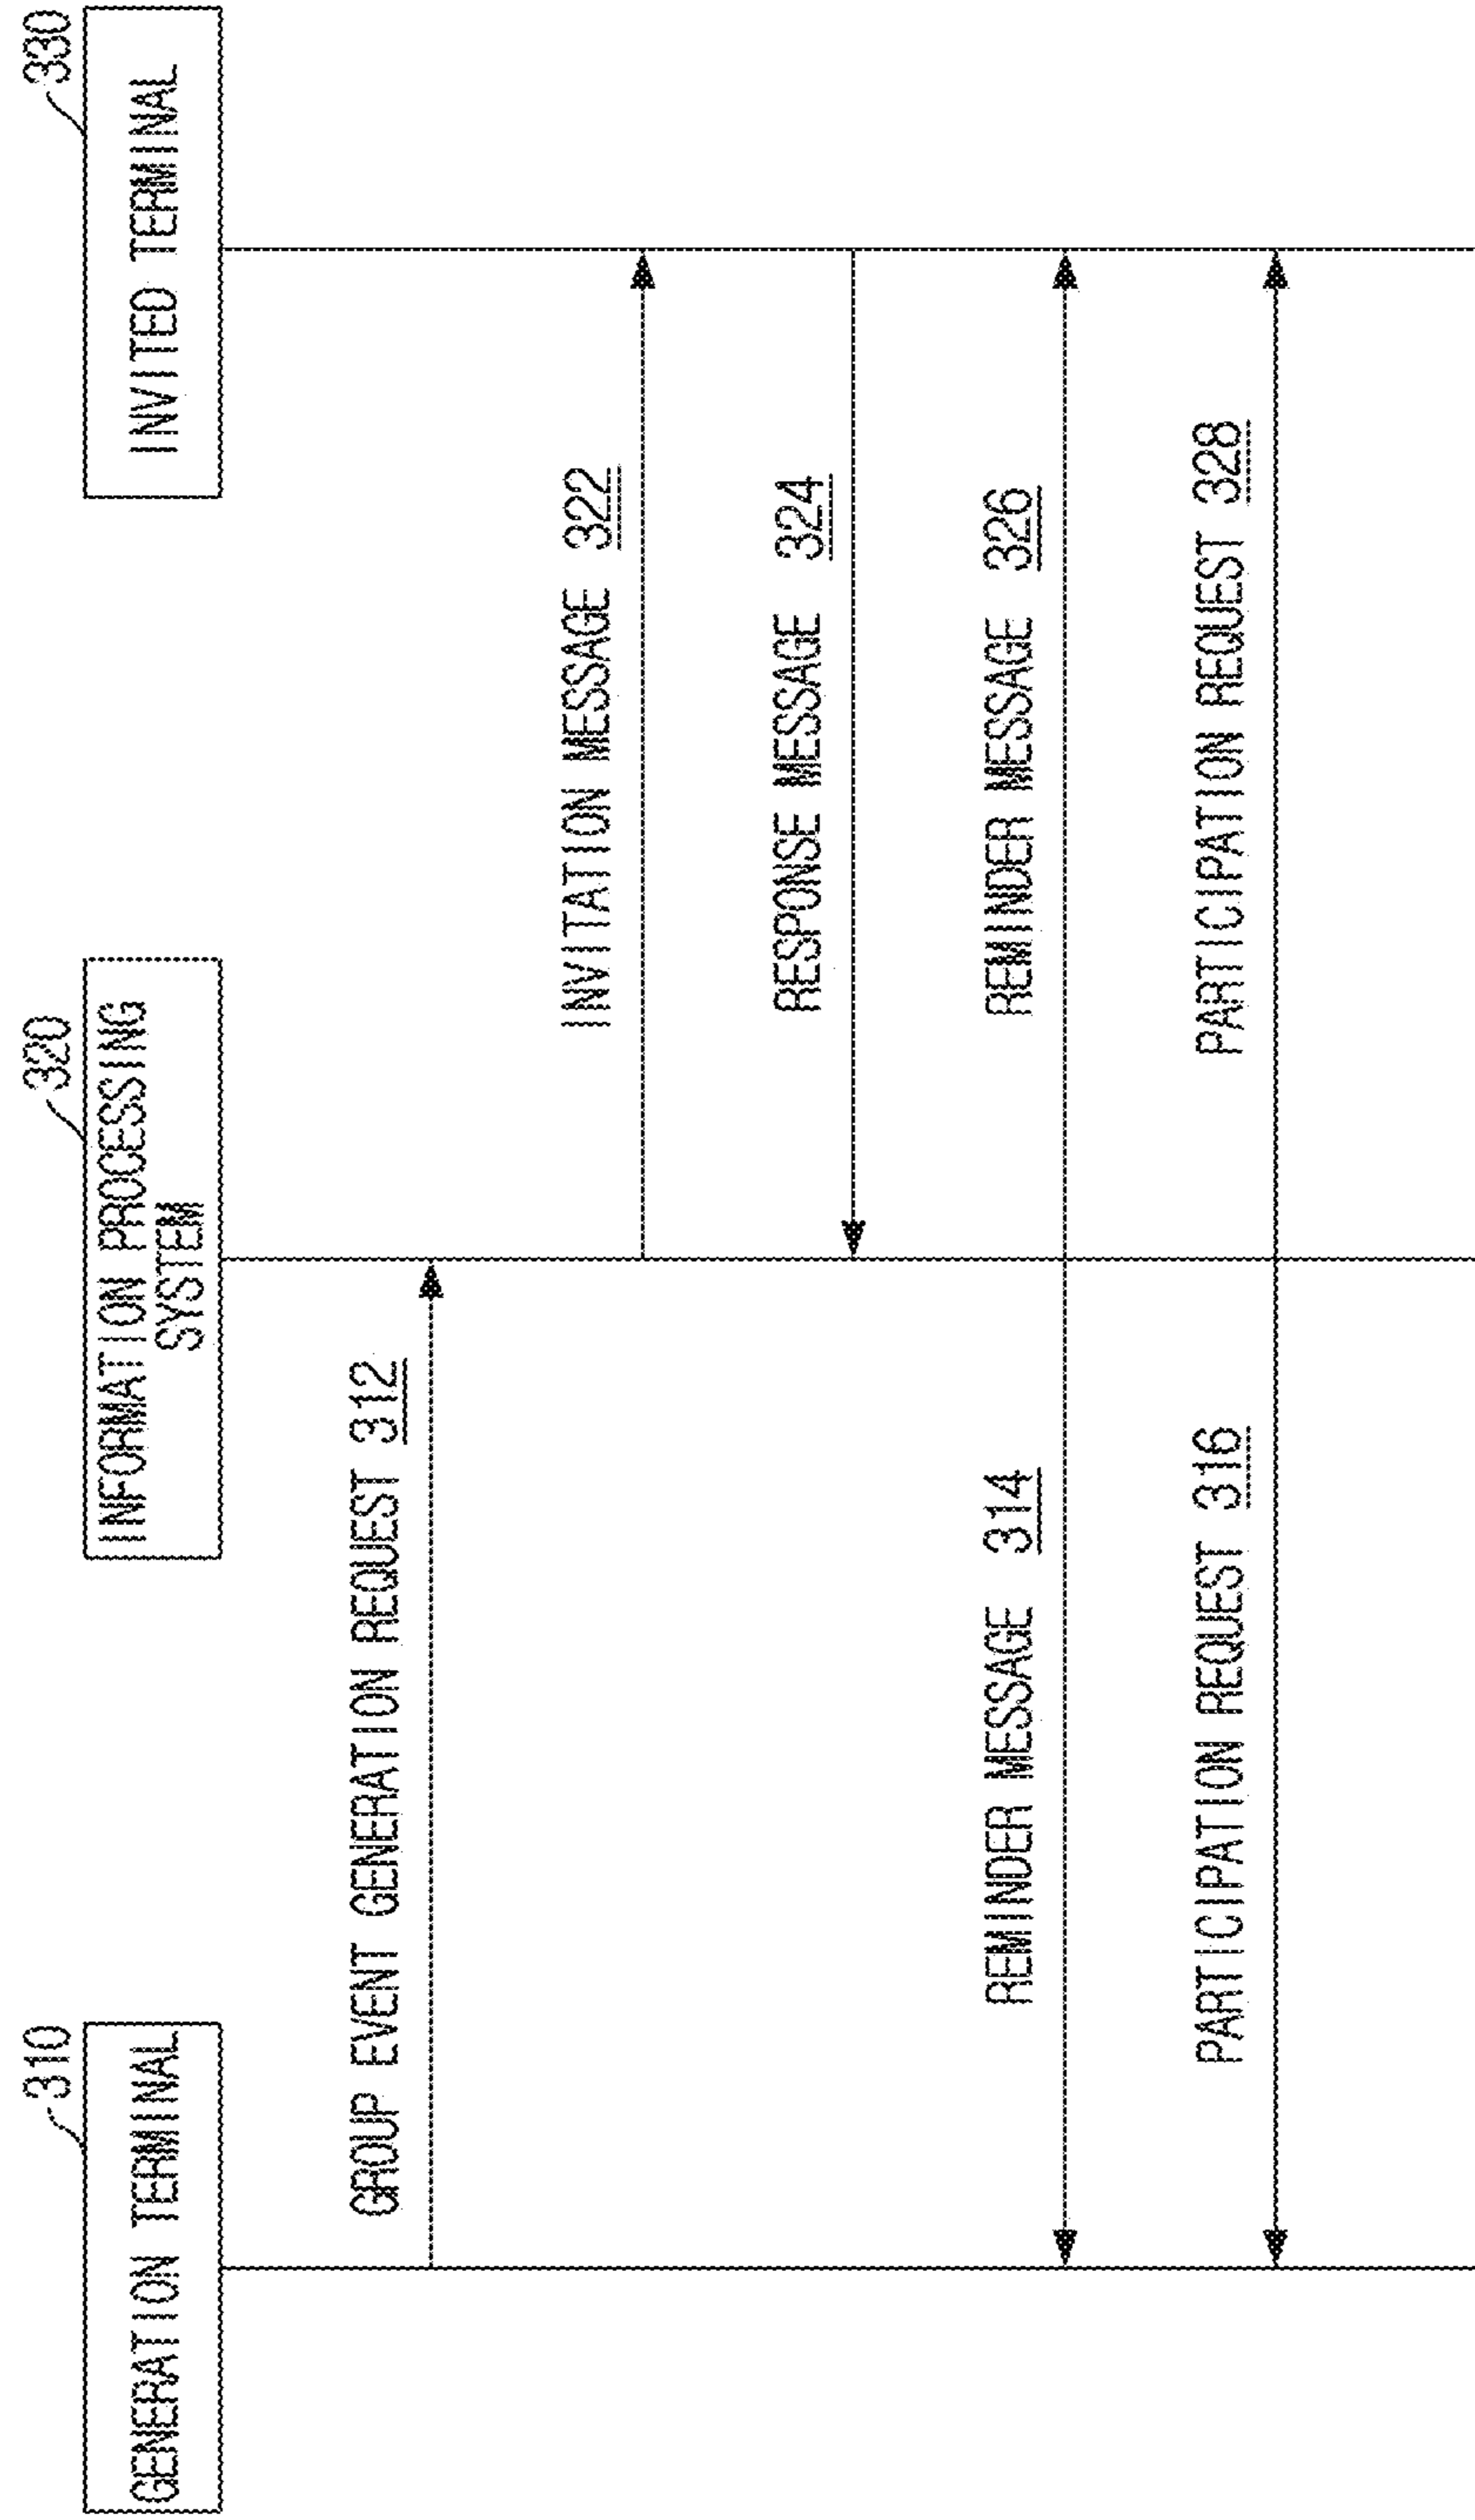 310
GENERATION TERMINAL
320
INFORMATION PROCESSING
SYSTEM
330
INVITED TERMINAL
GROUP EVENT GENERATION REQUEST 312
INVITATION MESSAGE 322
RESPONSE MESSAGE 324
REMINDER MESSAGE 314
REMINDER MESSAGE 326
PARTICIPATION REQUEST 316
PARTICIPATION REQUEST 328